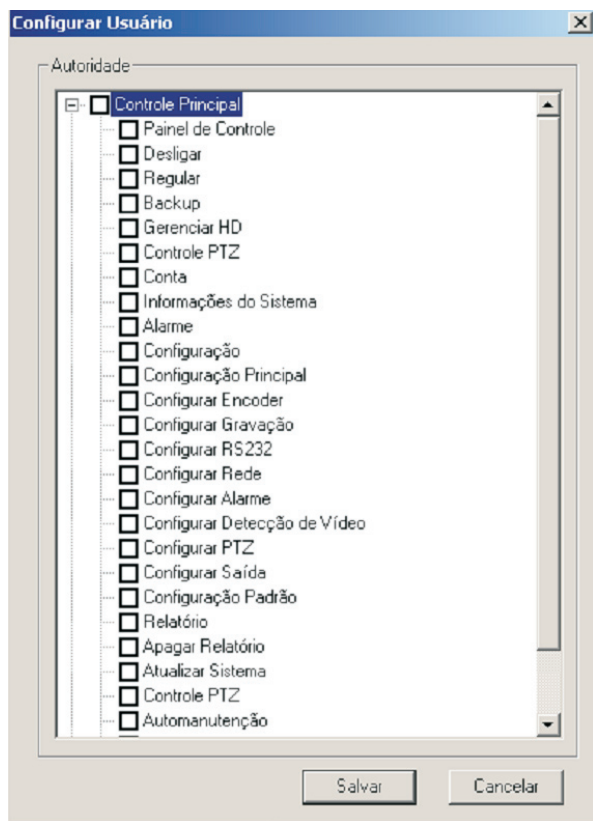 Configurar Usuário
Autoridade
Controle Principal
Painel de Controle
Desligar
Regular
Backup
Gerenciar HD
Controle PTZ
Conta
Informações do Sistema
Alarme
Configuração
Configuração Principal
Configurar Encoder
Configurar Gravação
Configurar RS232
Configurar Rede
Configurar Alarme
Configurar Detecção de Vídeo
Configurar PTZ
Configurar Saída
Configuração Padrão
Relatório
Apagar Relatório
Atualizar Sistema
Controle PTZ
Automanutenção
Salvar Cancelar